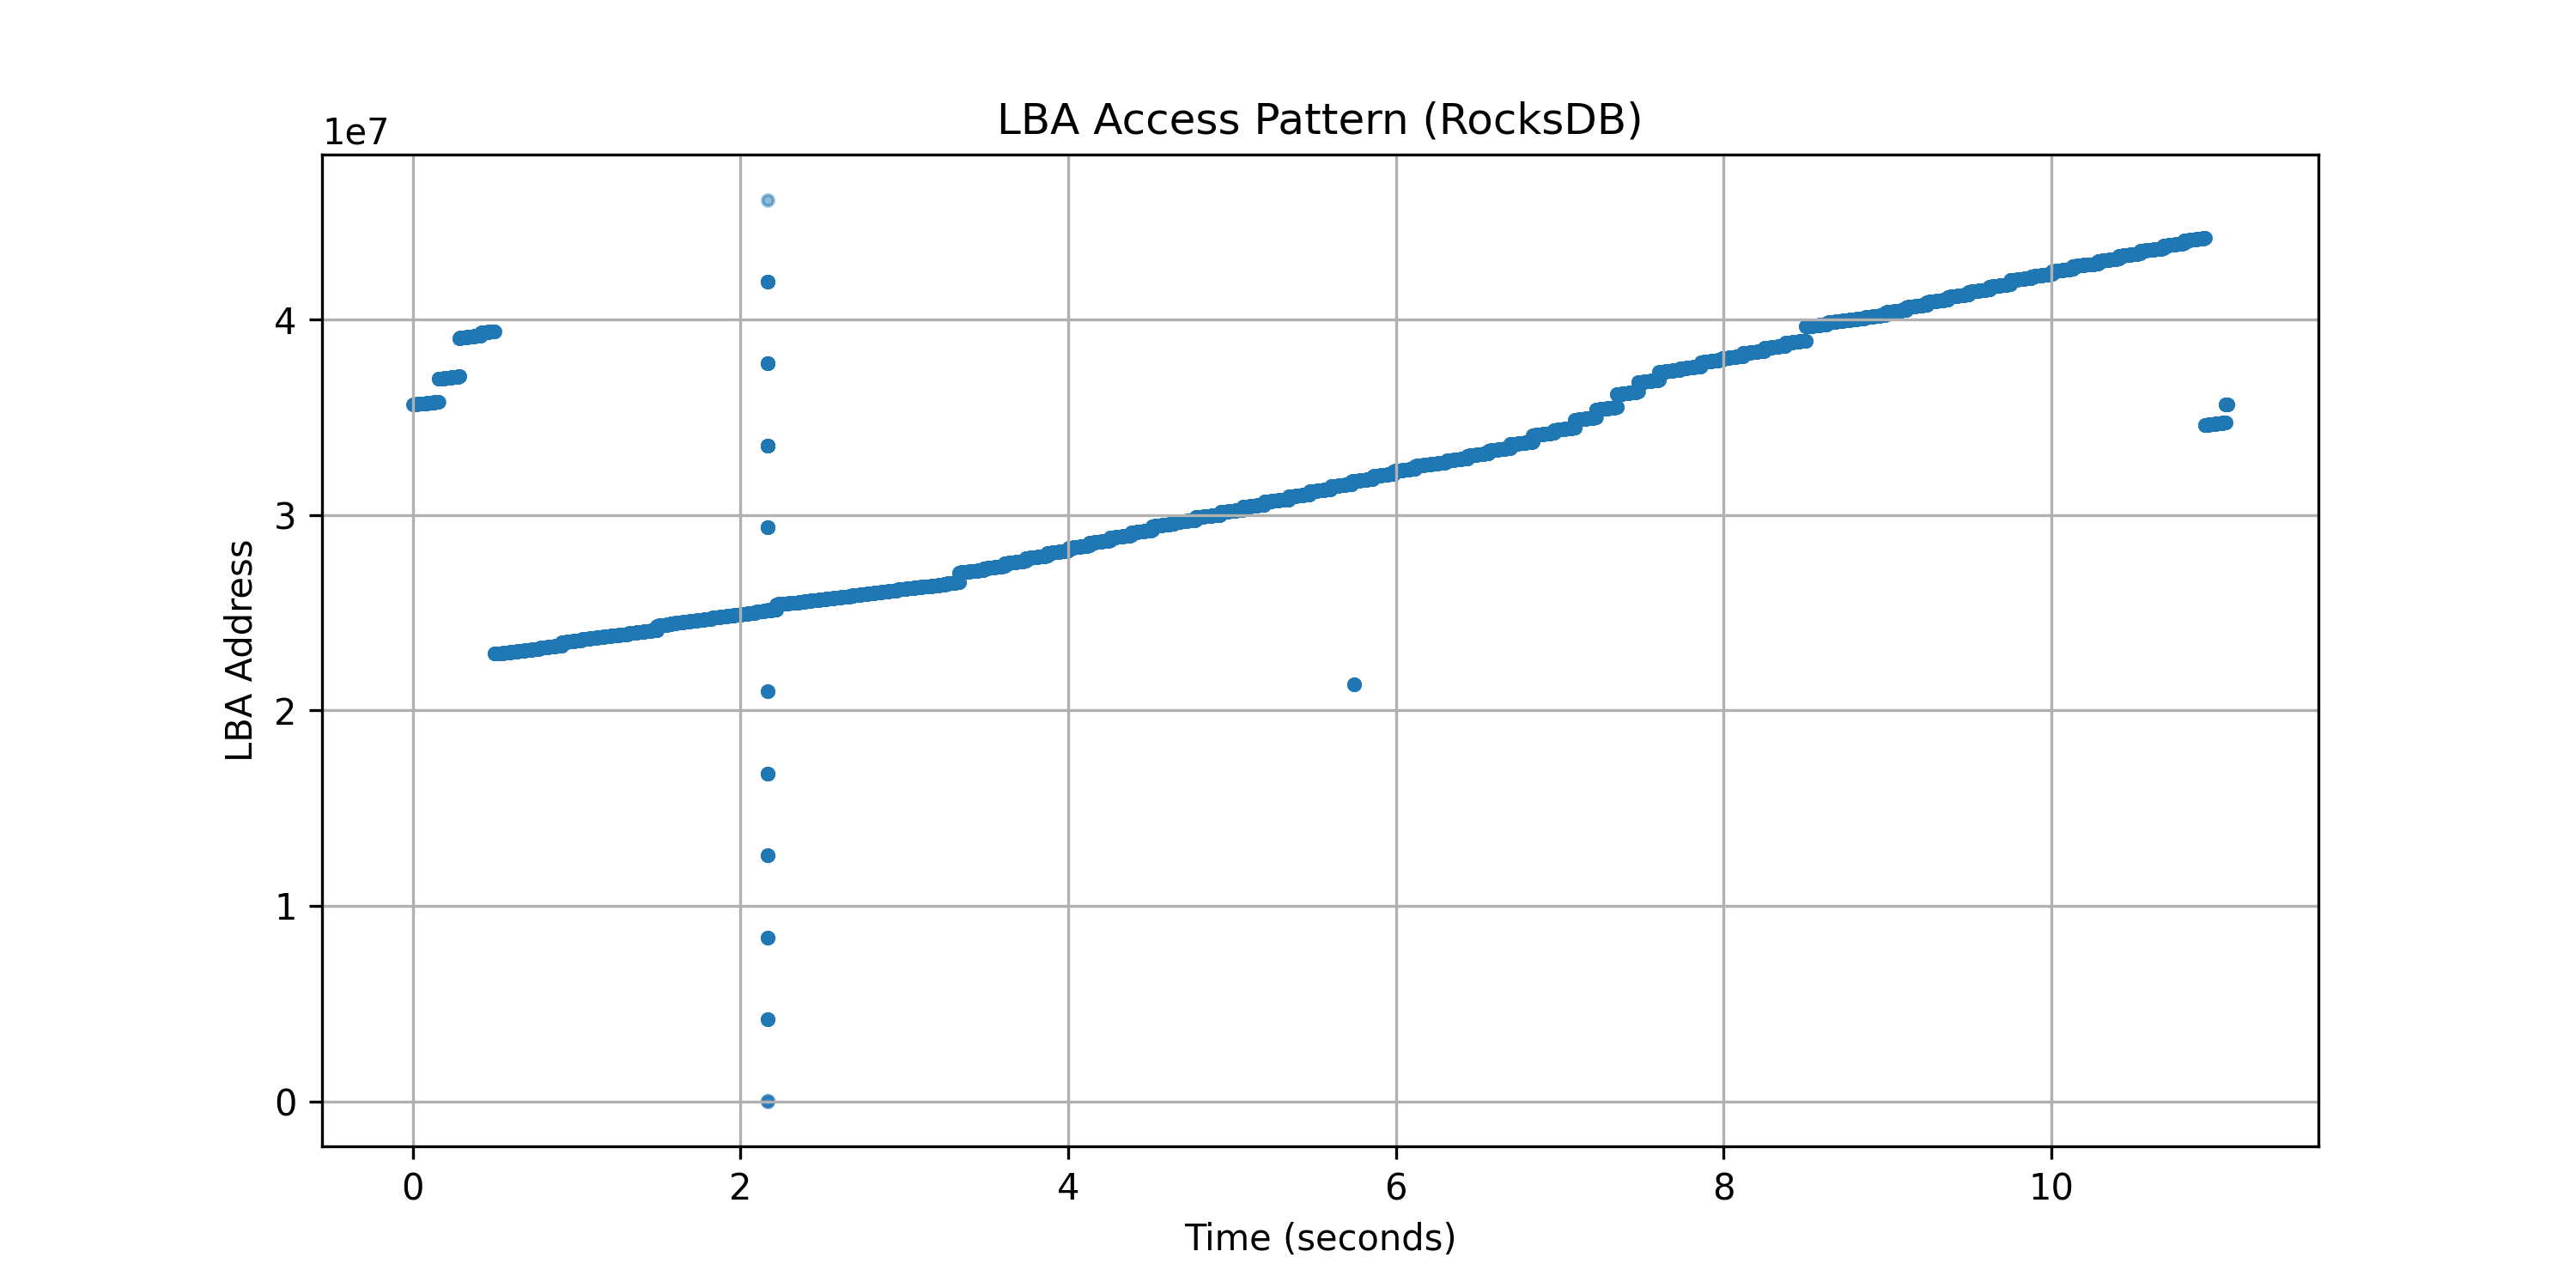 LBA Access Pattern (RocksDB)
1e7
4
3
2
1
0
LBA Address
0 2 4 6 8 10
Time (seconds)